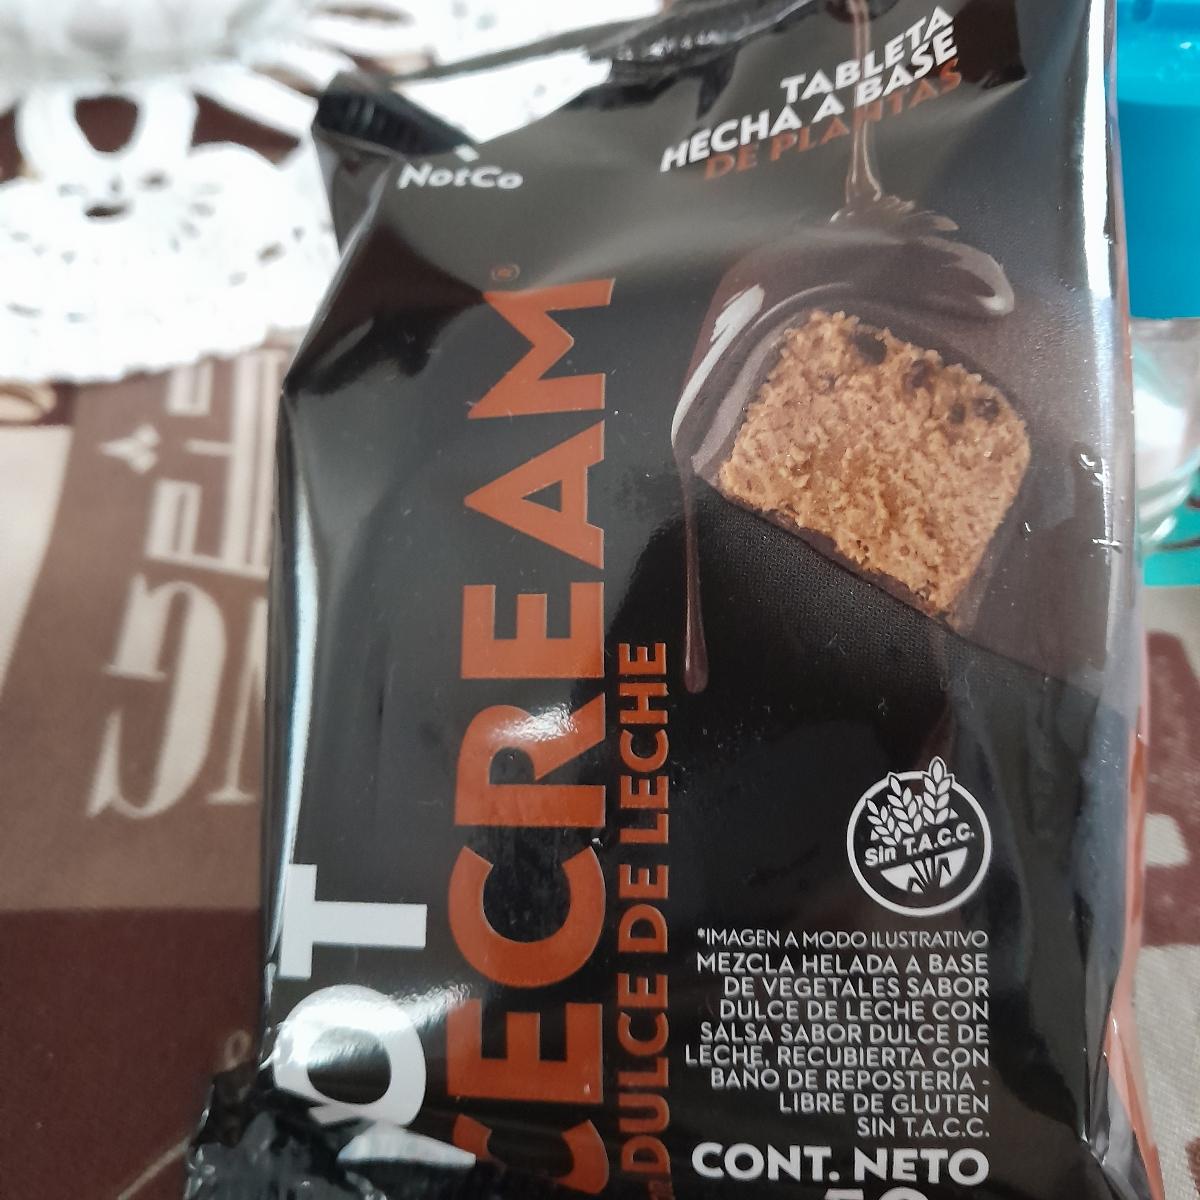 NotCo
TABLETA
HECHA A BASE
DE PLANTAS
OT
CECREAM®
DULCE DE LECHE
Sin T.A.C.C.
*IMAGEN A MODO ILUSTRATIVO
MEZCLA HELADA A BASE
DE VEGETALES SABOR
DULCE DE LECHE CON
SALSA SABOR DULCE DE
LECHE, RECUBIERTA CON
BAÑO DE REPOSTERÍA -
LIBRE DE GLUTEN
SIN T.A.C.C.
CONT. NETO